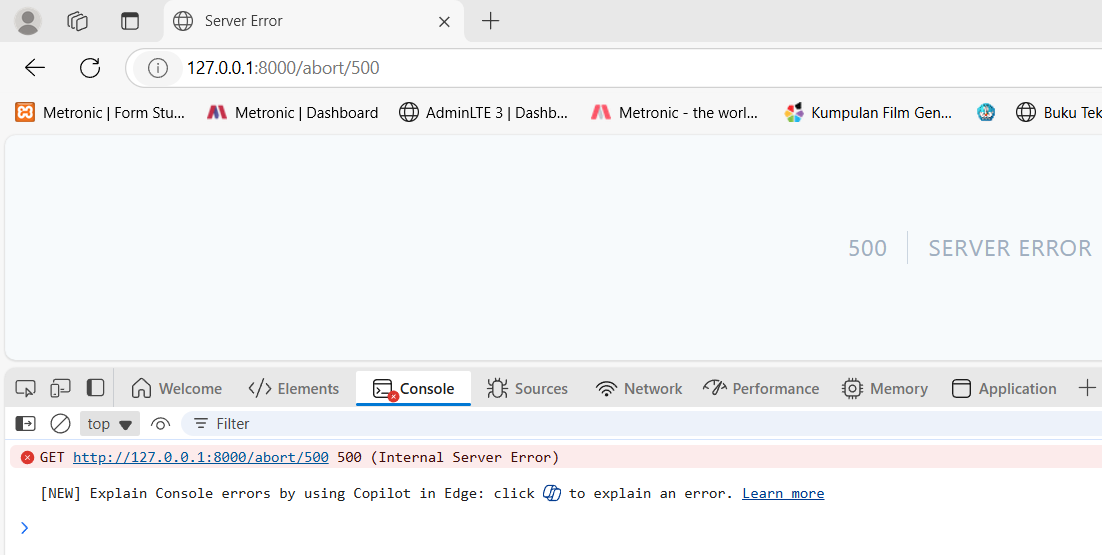 Server Error
127.0.0.1:8000/abort/500
Metronic | Form Stu... Metronic | Dashboard AdminLTE 3 | Dashb... Metronic - the worl... Kumpulan Film Gen... Buku Tek
500 SERVER ERROR
Welcome Elements Console Sources Network Performance Memory Application
top Filter
GET http://127.0.0.1:8000/abort/500 500 (Internal Server Error)
[NEW] Explain Console errors by using Copilot in Edge: click to explain an error. Learn more